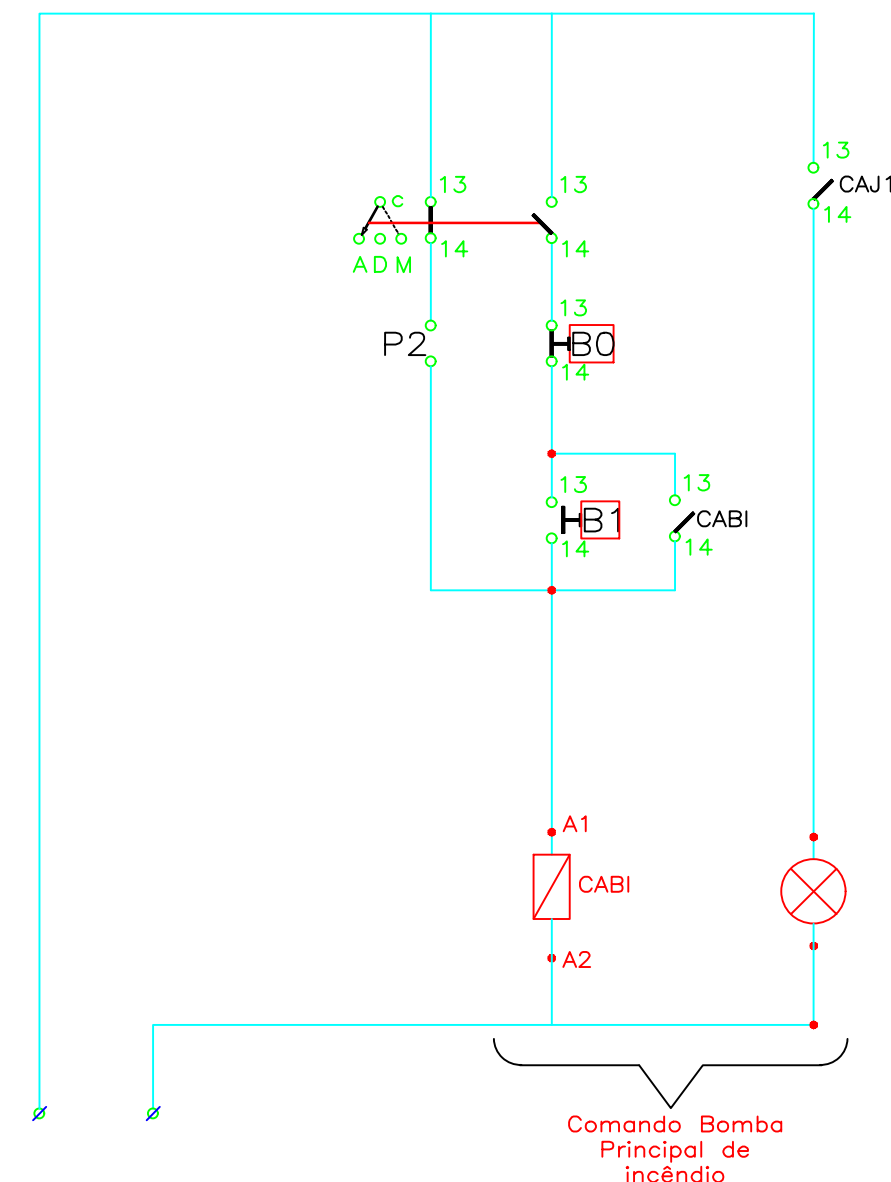 13
CAJ1
14
C
13
13
14
14
A D M
13
P2
B0
14
13
13
B1
CABI
14
14
A1
CABI
A2
Comando Bomba
Principal de
incêndio